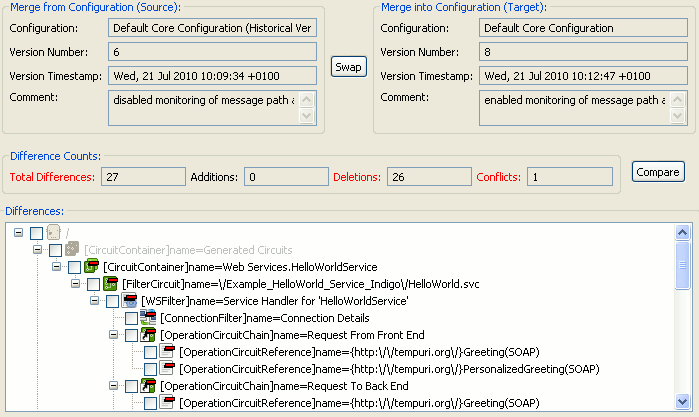 Merge from Configuration (Source):
Configuration: Default Core Configuration (Historical Ver
Version Number: 6
Version Timestamp: Wed, 21 Jul 2010 10:09:34 +0100
Comment: disabled monitoring of message path a
Swap
Merge into Configuration (Target):
Configuration: Default Core Configuration
Version Number: 8
Version Timestamp: Wed, 21 Jul 2010 10:12:47 +0100
Comment: enabled monitoring of message path a
Difference Counts:
Total Differences: 27 Additions: 0 Deletions: 26 Conflicts: 1
Compare
Differences:
/
[CircuitContainer]name=Generated Circuits
[CircuitContainer]name=Web Services.HelloWorldService
[FilterCircuit]name=\/Example_HelloWorld_Service_Indigo\/HelloWorld.svc
[WSFilter]name=Service Handler for 'HelloWorldService'
[ConnectionFilter]name=Connection Details
[OperationCircuitChain]name=Request From Front End
[OperationCircuitReference]name={http:\/\/tempuri.org\/}Greeting(SOAP)
[OperationCircuitReference]name={http:\/\/tempuri.org\/}PersonalizedGreeting(SOAP)
[OperationCircuitChain]name=Request To Back End
[OperationCircuitReference]name={http:\/\/tempuri.org\/}Greeting(SOAP)